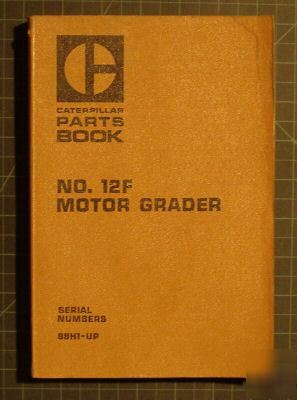 CATERPILLAR
PARTS
BOOK
NO. 12F
MOTOR GRADER
SERIAL
NUMBERS
89H1-UP